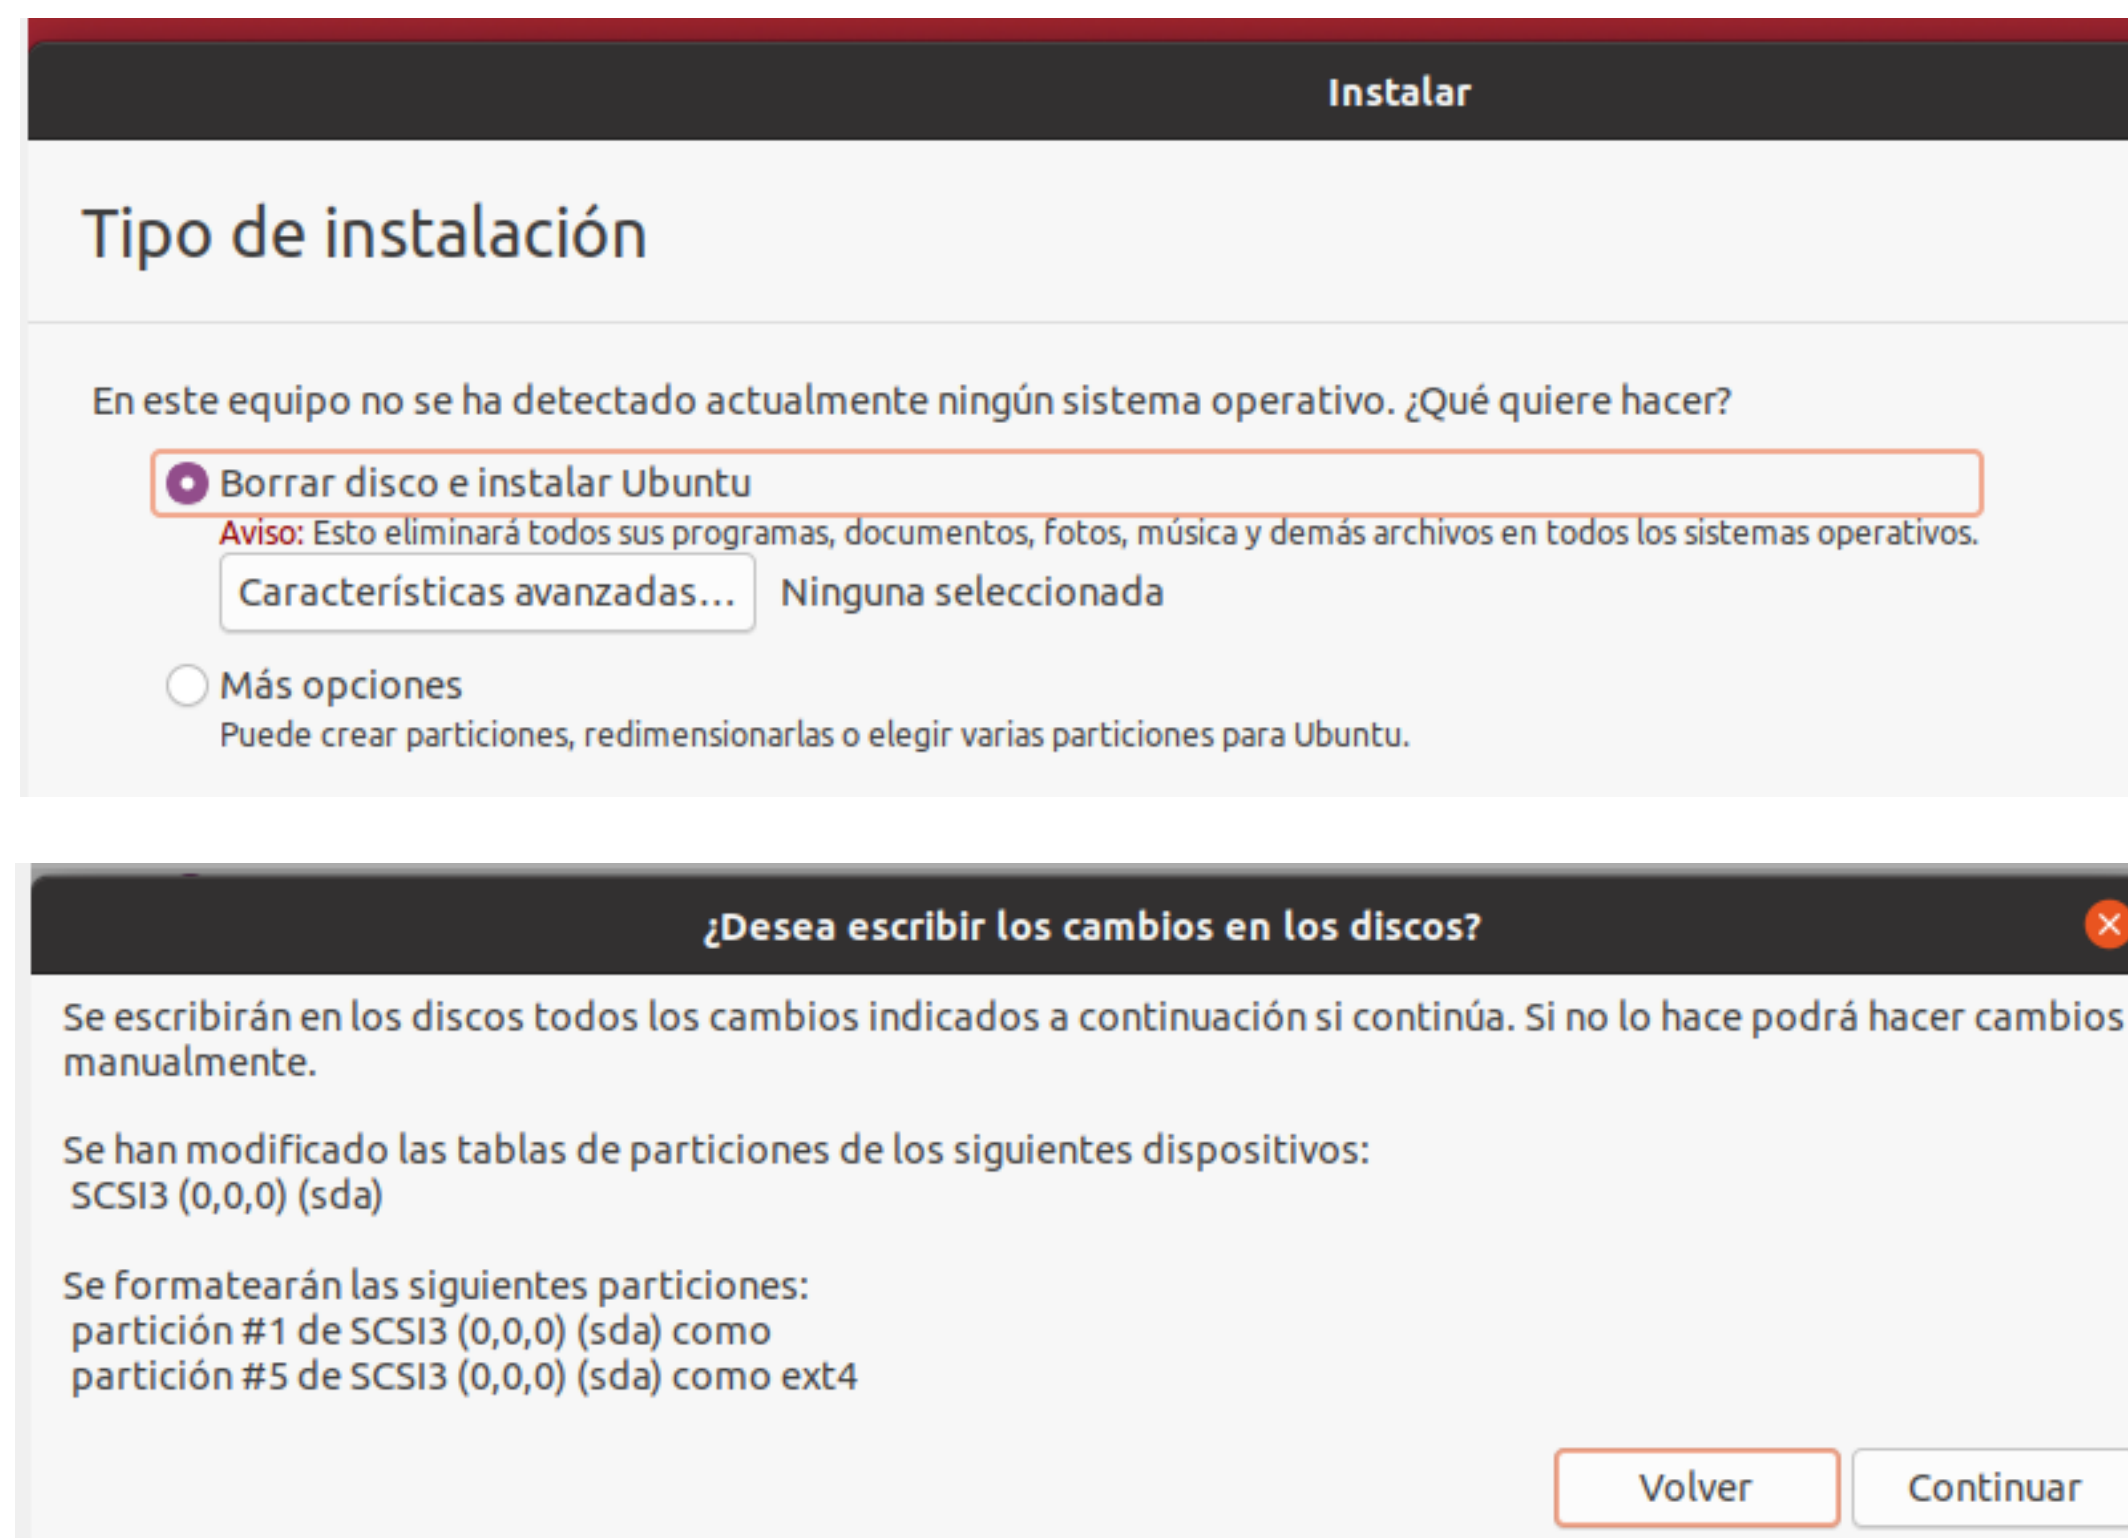 Instalar
Tipo de instalación
En este equipo no se ha detectado actualmente ningún sistema operativo. ¿Qué quiere hacer?
Borrar disco e instalar Ubuntu
Aviso: Esto eliminará todos sus programas, documentos, fotos, música y demás archivos en todos los sistemas operativos.
Características avanzadas... Ninguna seleccionada
Más opciones
Puede crear particiones, redimensionarlas o elegir varias particiones para Ubuntu.
¿Desea escribir los cambios en los discos?
Se escribirán en los discos todos los cambios indicados a continuación si continúa. Si no lo hace podrá hacer cambios
manualmente.
Se han modificado las tablas de particiones de los siguientes dispositivos:
SCSI3 (0,0,0) (sda)
Se formatearán las siguientes particiones:
partición #1 de SCSI3 (0,0,0) (sda) como
partición #5 de SCSI3 (0,0,0) (sda) como ext4
Volver Continuar